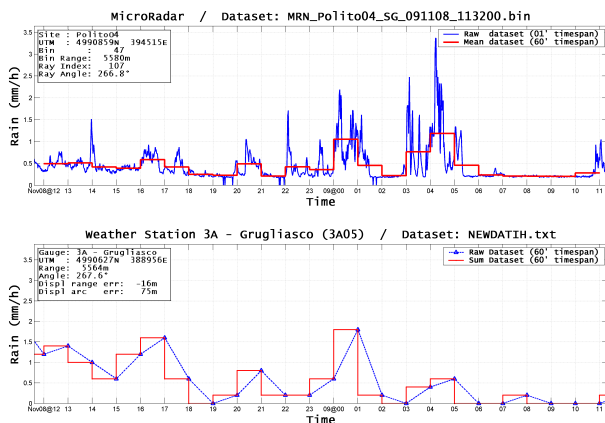 MicroRadar / Dataset: MRN_Polito04_SG_091108_113200.bin
Site : Polito4
UTM : 4990859N 394515E
Bin : 47
Bin Range: 5580m
Ray Index: 107
Ray Angle: 266.8°
Raw dataset (01' timespan)
Mean dataset (60' timespan)
Rain (mm/h)
3.5
3
2.5
2
1.5
1
0.5
0
Nov08@12 13 14 15 16 17 18 19 20 21 22 23 09@000 01 02 03 04 05 06 07 08 09 10 11
Time
Weather Station 3A - Grugliasco (3A05) / Dataset: NEWDATIH.txt
Gauge: 3A - Grugliasco
UTM : 4990627N 388956E
Range: 5564m
Angle: 267.6°
Displ range err: -16m
Displ arc err: 75m
Raw Dataset (60' timespan)
Sum Dataset (60' timespan)
Rain (mm/h)
3.5
3
2.5
2
1.5
1
0.5
0
Nov08@12 13 14 15 16 17 18 19 20 21 22 23 09@000 01 02 03 04 05 06 07 08 09 10 11
Time